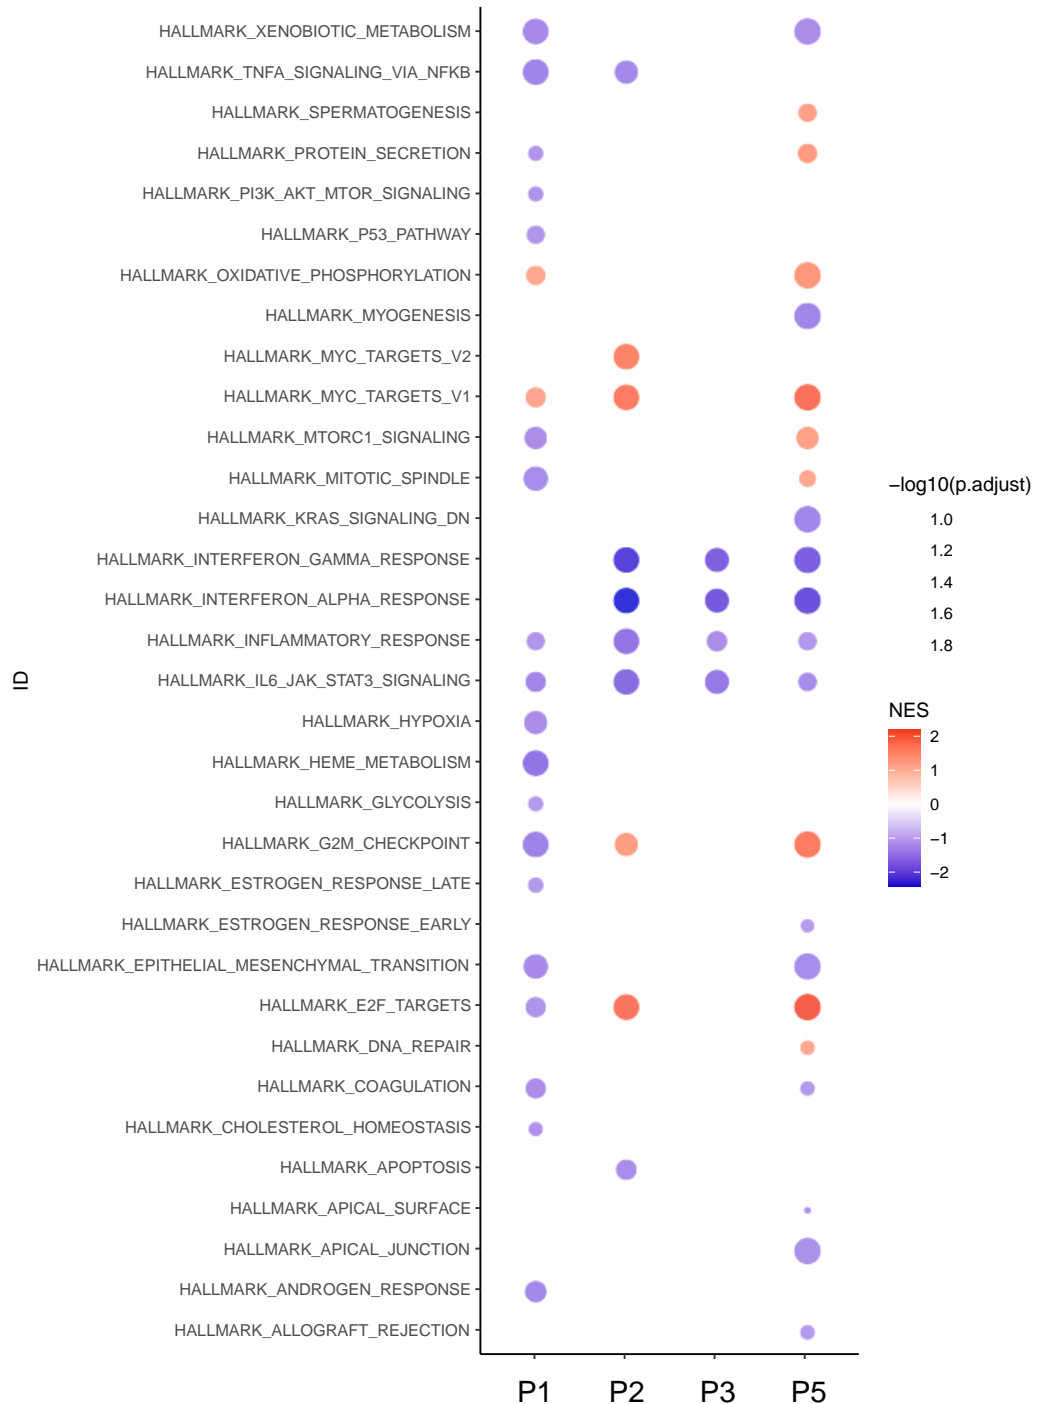 HALLMARK_XENOBIOTIC_METABOLISM
HALLMARK_TNFA_SIGNALING_VIA_NFKB
HALLMARK_SPERMATOGENESIS
HALLMARK_PROTEIN_SECRETION
HALLMARK_PI3K_AKT_MTOR_SIGNALING
HALLMARK_P53_PATHWAY
HALLMARK_OXIDATIVE_PHOSPHORYLATION
HALLMARK_MYOGENESIS
HALLMARK_MYC_TARGETS_V2
HALLMARK_MYC_TARGETS_V1
HALLMARK_MTORC1_SIGNALING
HALLMARK_MITOTIC_SPINDLE
HALLMARK_KRAS_SIGNALING_DN
HALLMARK_INTERFERON_GAMMA_RESPONSE
HALLMARK_INTERFERON_ALPHA_RESPONSE
HALLMARK_INFLAMMATORY_RESPONSE
HALLMARK_IL6_JAK_STAT3_SIGNALING
HALLMARK_HYPOXIA
HALLMARK_HEME_METABOLISM
HALLMARK_GLYCOLYSIS
HALLMARK_G2M_CHECKPOINT
HALLMARK_ESTROGEN_RESPONSE_LATE
HALLMARK_ESTROGEN_RESPONSE_EARLY
HALLMARK_EPITHELIAL_MESENCHYMAL_TRANSITION
HALLMARK_E2F_TARGETS
HALLMARK_DNA_REPAIR
HALLMARK_COAGULATION
HALLMARK_CHOLESTEROL_HOMEOSTASIS
HALLMARK_APOPTOSIS
HALLMARK_APICAL_SURFACE
HALLMARK_APICAL_JUNCTION
HALLMARK_ANDROGEN_RESPONSE
HALLMARK_ALLOGRAFT_REJECTION
ID
P1 P2 P3 P5
−log10(p.adjust)
1.0
1.2
1.4
1.6
1.8
NES
2
1
0
−1
−2